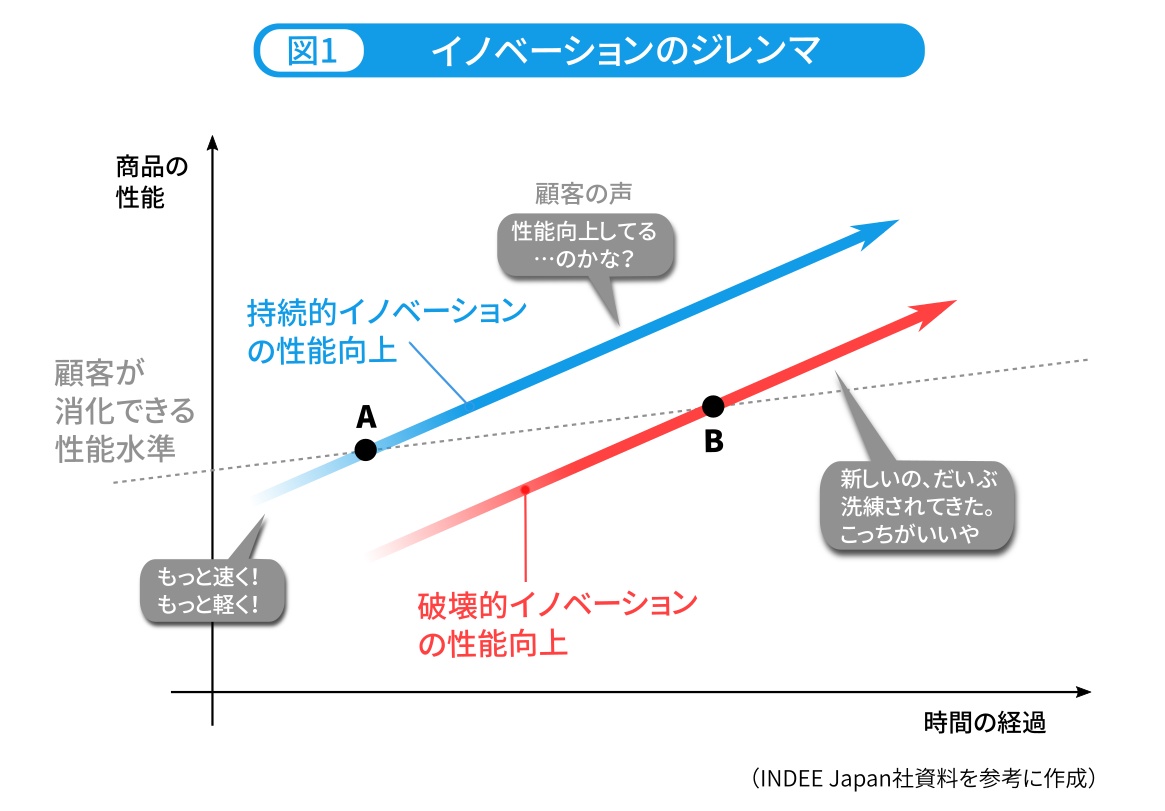 図1 イノベーションのジレンマ
商品の
性能
顧客の声
性能向上してる
…のかな？
持続的イノベーション
の性能向上
顧客が
消化できる
性能水準
A
B
新しいの、だいぶ
洗練されてきた。
こっちがいいや
もっと速く！
もっと軽く！
破壊的イノベーション
の性能向上
時間の経過
（INDEE Japan社資料を参考に作成）